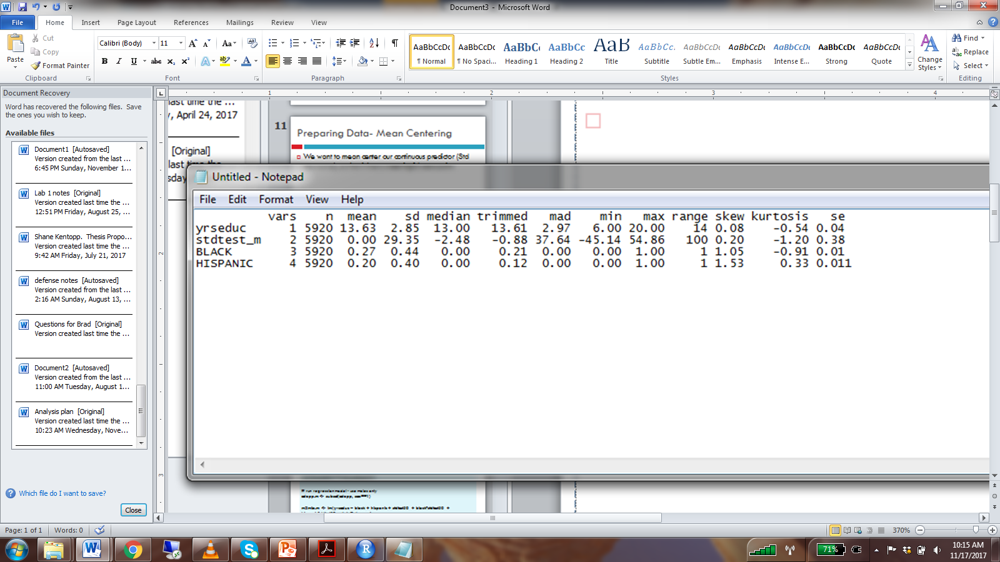 Document3 - Microsoft Word
File Home Insert Page Layout References Mailings Review View
Paste
Cut
Copy
Format Painter
Clipboard
Calibri (Body) 11
Font
Paragraph
AaBbCcDc AaBbCcDc AaBbCc AaBbCc AaB AaBbCc. AaBbCcDc AaBbCcDc AaBbCcDc AaBbCcDc AaBbCcDc
¶ Normal ¶ No Spaci... Heading 1 Heading 2 Title Subtitle Subtle Em... Emphasis Intense E... Strong Quote
Styles
Change
Styles
Find
Replace
Select
Editing
Document Recovery
Word has recovered the following files. Save
the ones you wish to keep.
Available files
Document1 [Autosaved]
Version created from the last ...
6:45 PM Sunday, November 1...
Lab 1 notes [Original]
Version created last time the ...
12:51 PM Friday, August 25, ...
Shane Kentopp. Thesis Propo...
Version created last time the ...
9:42 AM Friday, July 21, 2017
defense notes [Autosaved]
Version created from the last ...
2:16 AM Sunday, August 13, ...
Questions for Brad [Original]
Version created last time the ...
Document2 [Autosaved]
Version created from the last ...
11:00 AM Tuesday, August 1...
Analysis plan [Original]
Version created last time the ...
10:23 AM Wednesday, Nove...
Which file do I want to save?
Close
1 2 3 4
2
3
last time the ...
, April 24, 2017
[Original]
last
sday,
11
Preparing Data- Mean Centering
We want to mean center our continuous predictor (Std
Untitled - Notepad
File Edit Format View Help
vars n mean sd median trimmed mad min max range skew kurtosis se
yrseduc 1 5920 13.63 2.85 13.00 13.61 2.97 6.00 20.00 14 0.08 -0.54 0.04
stdtest_m 2 5920 0.00 29.35 -2.48 -0.88 37.64 -45.14 54.86 100 0.20 -1.20 0.38
BLACK 3 5920 0.27 0.44 0.00 0.21 0.00 0.00 1.00 1 1.05 -0.91 0.01
HISPANIC 4 5920 0.20 0.40 0.00 0.12 0.00 0.00 1.00 1 1.53 0.33 0.011
Page: 1 of 1 Words: 0
370%
71%
10:15 AM
11/17/2017